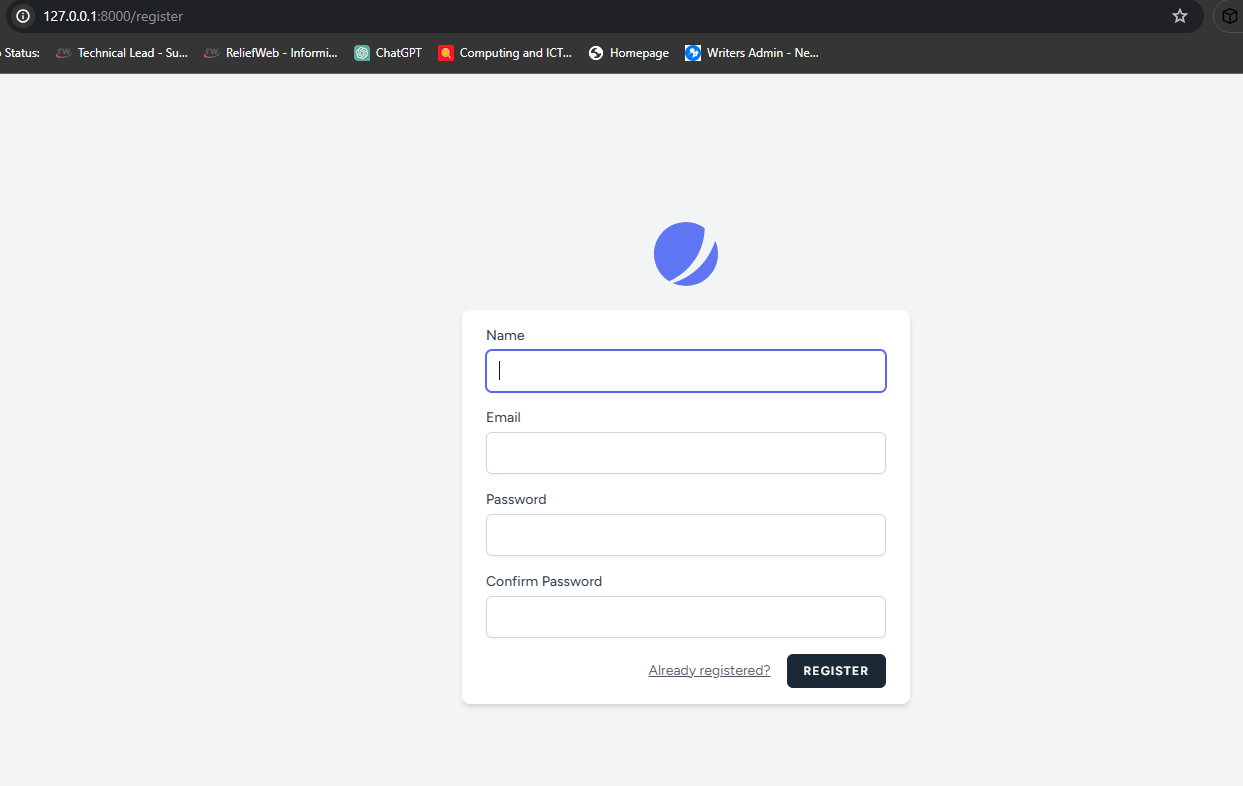 127.0.0.1:8000/register
Status: Technical Lead - Su... ReliefWeb - Informi... ChatGPT Computing and ICT... Homepage Writers Admin - Ne...
Name
Email
Password
Confirm Password
Already registered? REGISTER